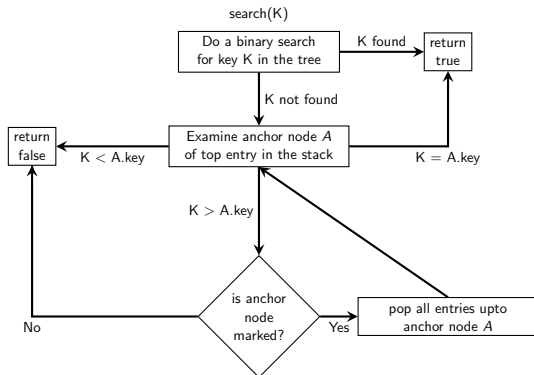 search(K)
Do a binary search
for key K in the tree
K found
return
true
K not found
Examine anchor node A
of top entry in the stack
return
false
K < A.key
K = A.key
K > A.key
is anchor
node
marked?
No
Yes
pop all entries upto
anchor node A